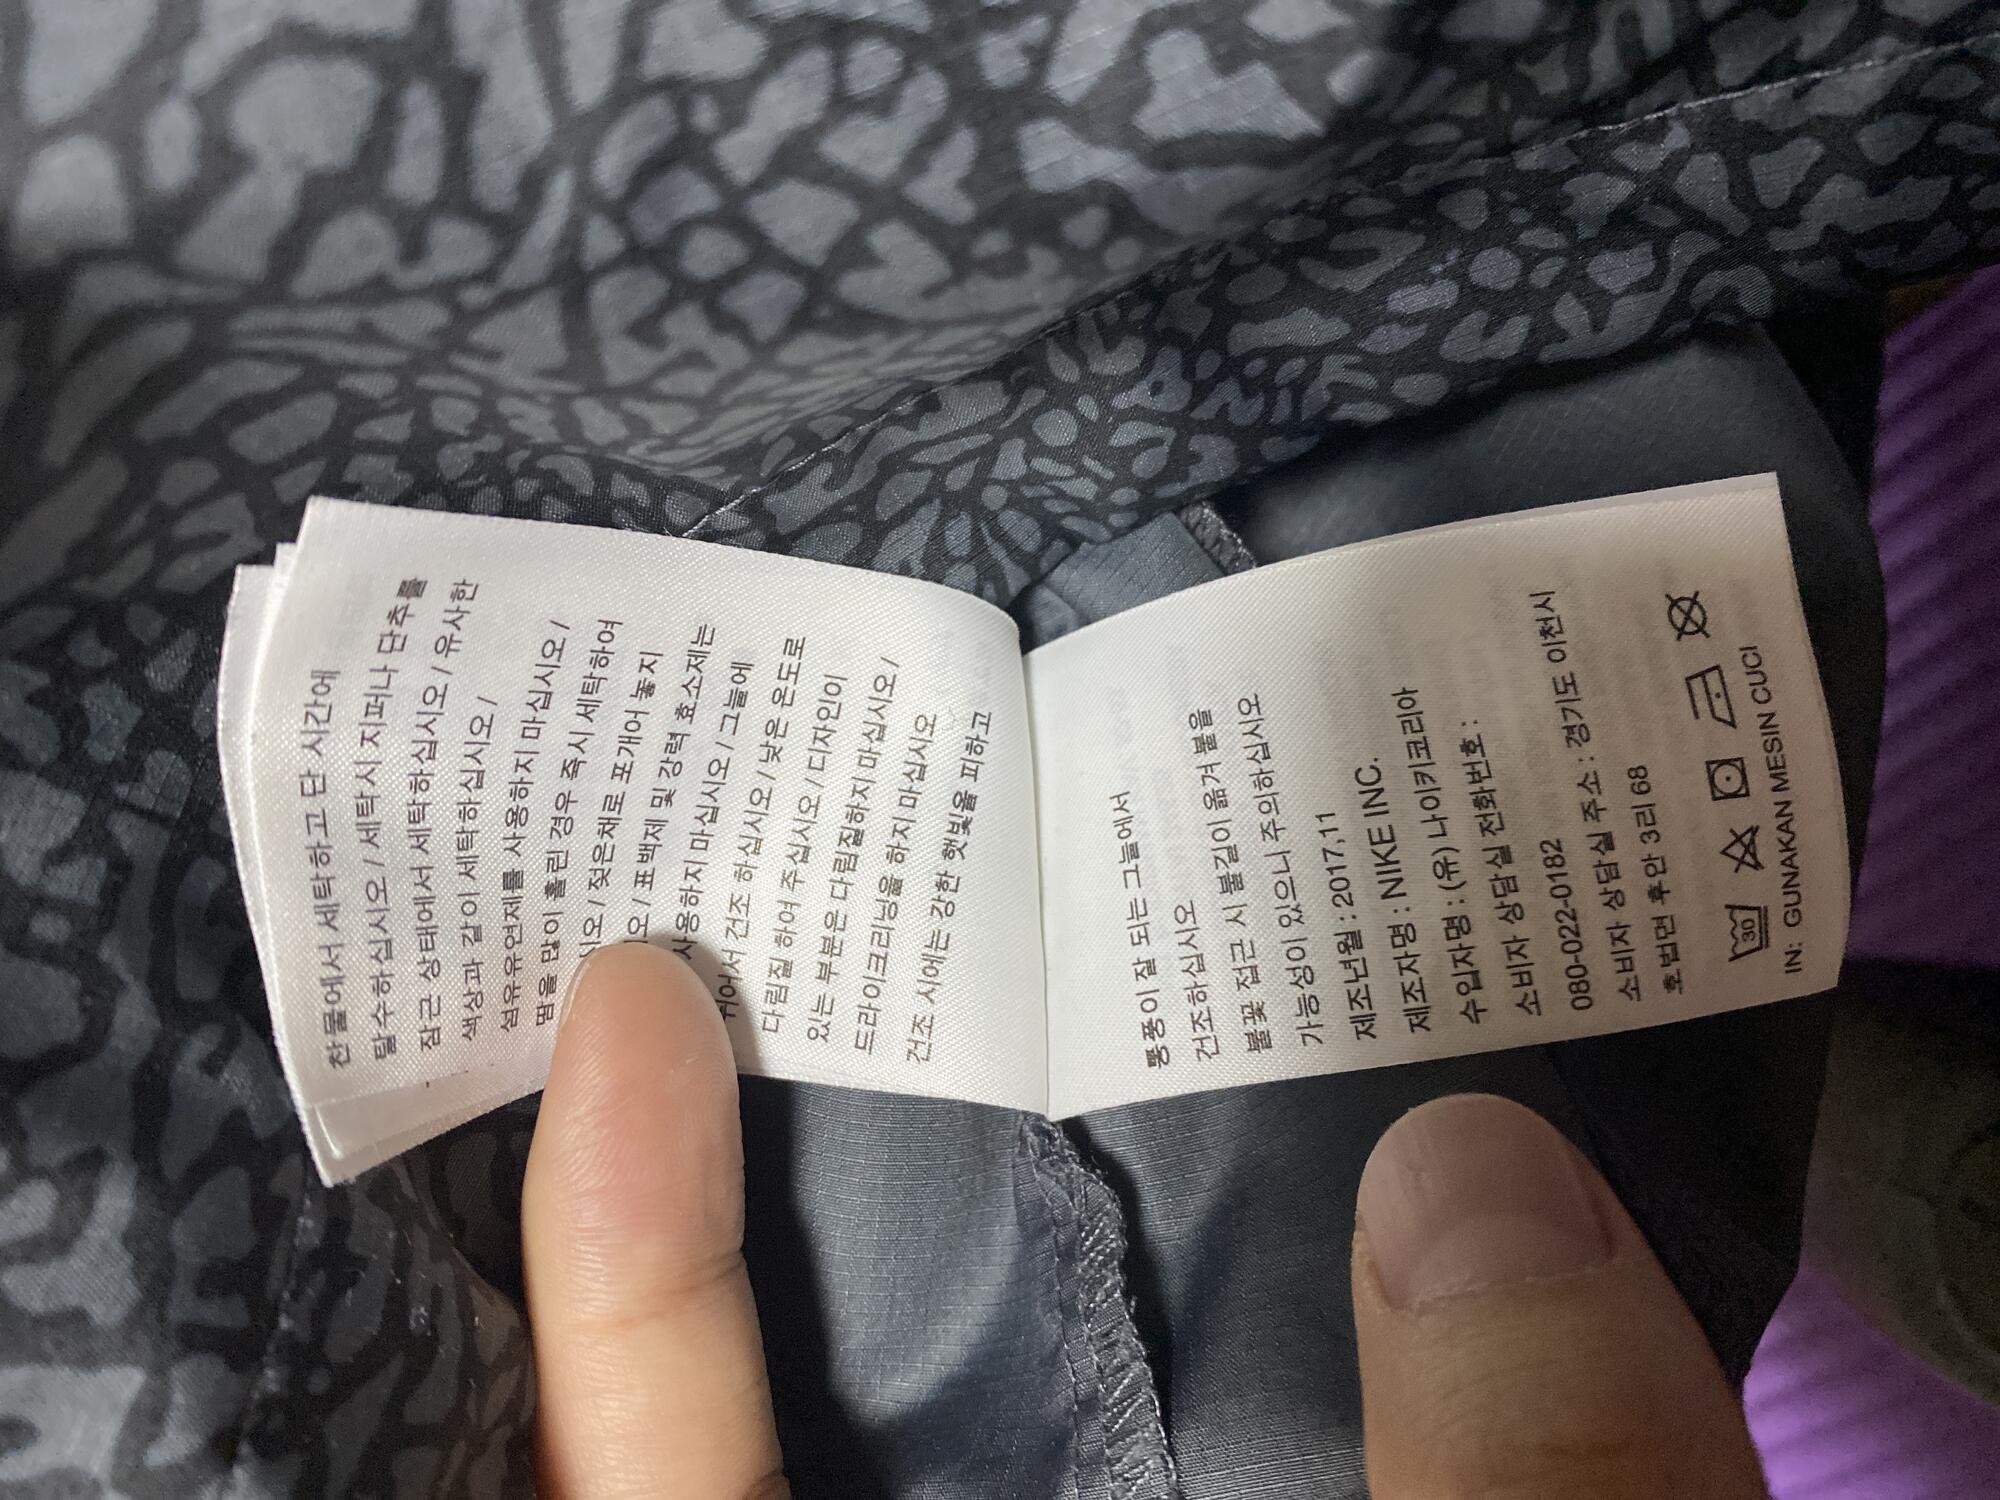 찬 물에서 세탁하고 단 시간에
탈수하십시오 / 세탁시 지퍼나 단추를
잠근 상태에서 세탁하십시오 / 유사한
색상과 같이 세탁하십시오 /
섬유유연제를 사용하지 마십시오 /
땀을 많이 흘린 경우 즉시 세탁하여
/ 젖은채로 포개어 놓지
/ 표백제 및 강력 효소제는
사용하지 마십시오 / 그늘에
뉘어서 건조 하십시오 / 낮은 온도로
다림질 하여 주십시오 / 디자인이
있는 부분은 다림질하지 마십시오 /
드라이크리닝을 하지 마십시오
건조 시에는 강한 햇빛을 피하고
통풍이 잘 되는 그늘에서
건조하십시오
불꽃 접근 시 불길이 옮겨 붙을
가능성이 있으니 주의하십시오
제조년월 : 2017,11
제조자명 : NIKE INC.
수입자명 : (유) 나이키코리아
소비자 상담실 전화번호 :
080-022-0182
소비자 상담실 주소 : 경기도 이천시
호법면 후안 3리 68
30
IN: GUNAKAN MESIN CUCI